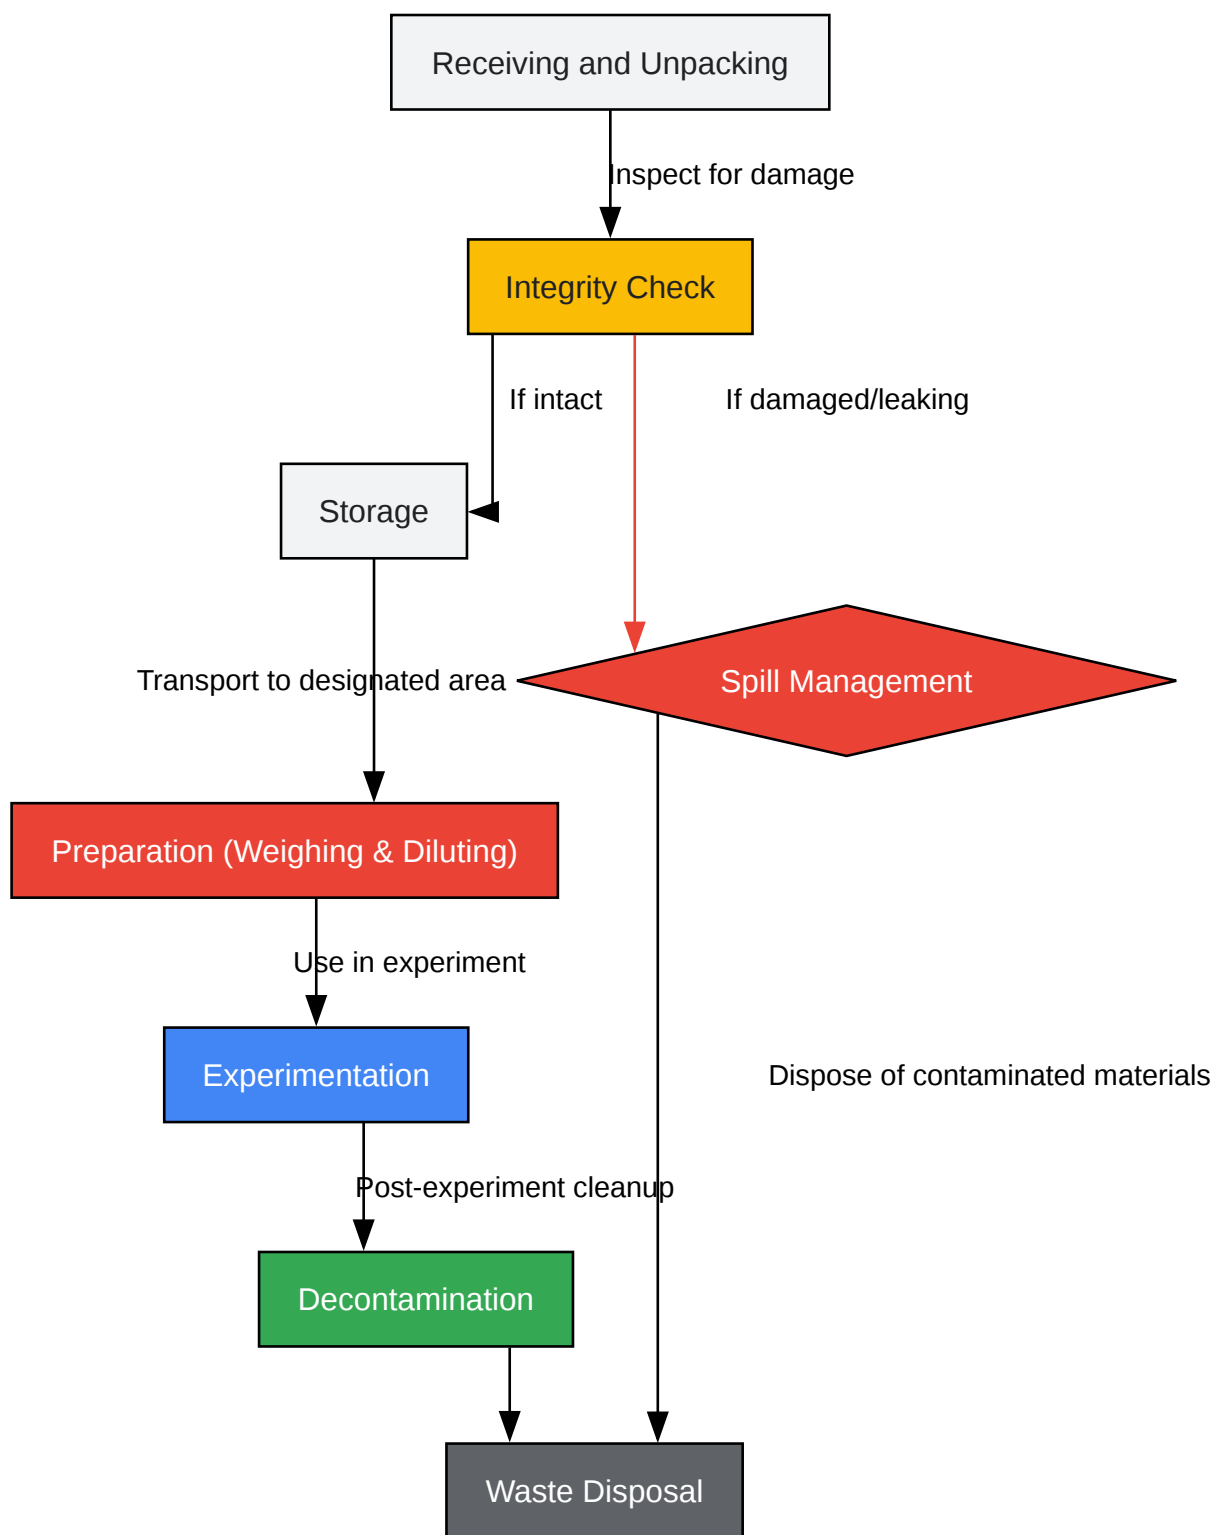 Receiving and Unpacking
Inspect for damage
Integrity Check
If intact
If damaged/leaking
Storage
Transport to designated area
Spill Management
Preparation (Weighing & Diluting)
Use in experiment
Experimentation
Dispose of contaminated materials
Post-experiment cleanup
Decontamination
Waste Disposal